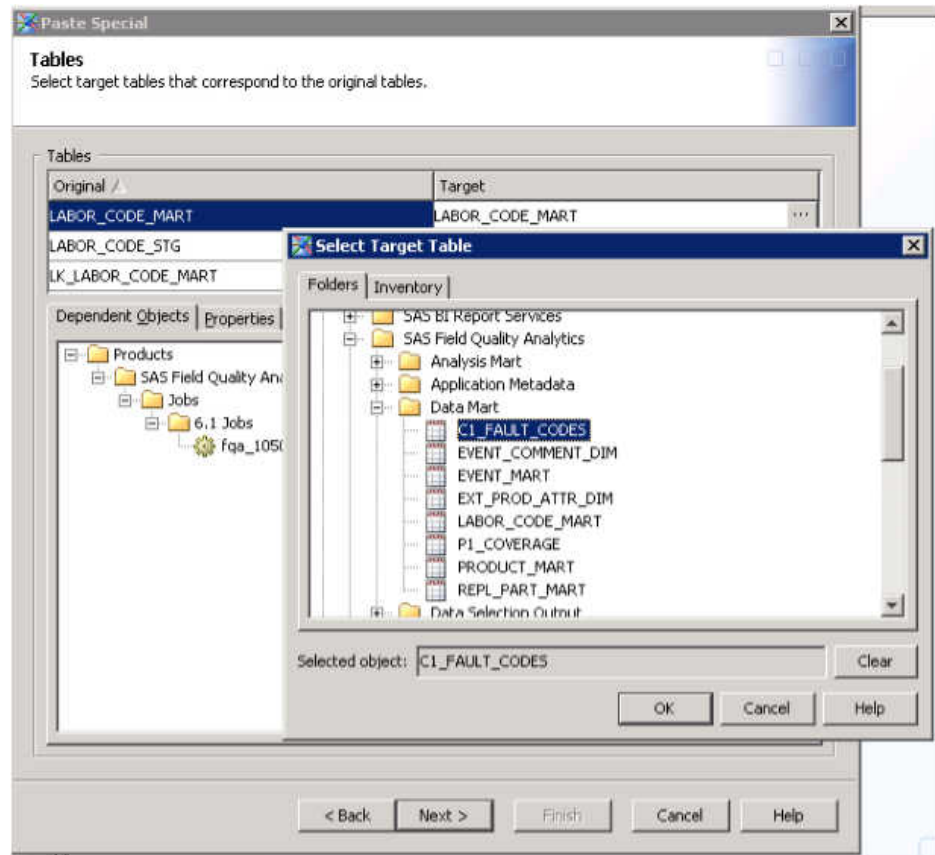 Paste Special
Tables
Select target tables that correspond to the original tables.
Tables
Original
Target
LABOR_CODE_MART
LABOR_CODE_MART
...
LABOR_CODE_STG
LK_LABOR_CODE_MART
Select Target Table
Folders
Inventory
Dependent Objects
Properties
Products
SAS Field Quality Ana
Jobs
6.1 Jobs
fqa_1050
SAS BI Report Services
SAS Field Quality Analytics
Analysis Mart
Application Metadata
Data Mart
C1_FAULT_CODES
EVENT_COMMENT_DIM
EVENT_MART
EXT_PROD_ATTR_DIM
LABOR_CODE_MART
P1_COVERAGE
PRODUCT_MART
REPL_PART_MART
Data Selection Output
Selected object: C1_FAULT_CODES
Clear
OK Cancel Help
< Back Next > Finish Cancel Help